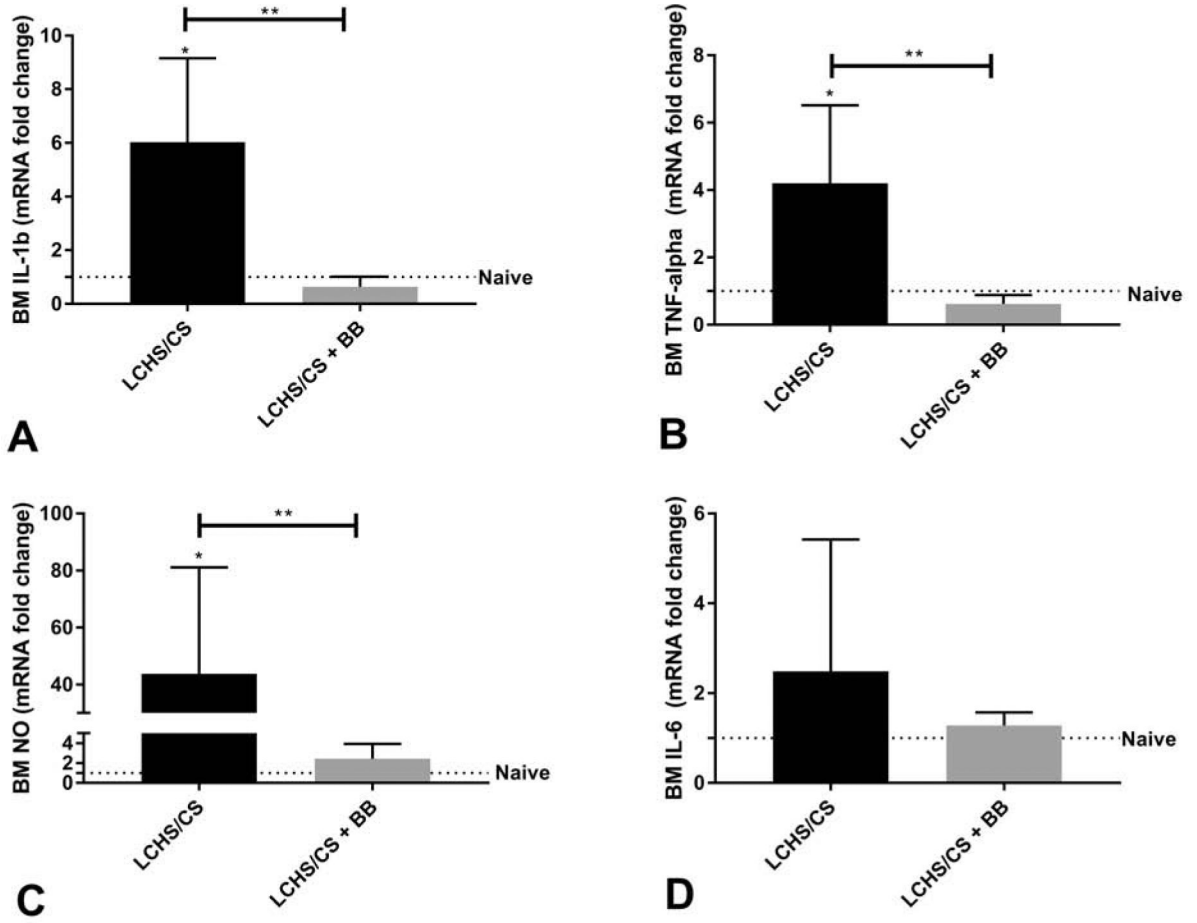 **
10
8
6
4
2
0
BM IL-1b (mRNA fold change)
*
Naive
LCHS/CS
LCHS/CS + BB
A
**
8
6
4
2
0
BM TNF-alpha (mRNA fold change)
*
Naive
LCHS/CS
LCHS/CS + BB
B
**
100
80
60
40
4
2
0
BM NO (mRNA fold change)
*
Naive
LCHS/CS
LCHS/CS + BB
C
6
4
2
0
BM IL-6 (mRNA fold change)
Naive
LCHS/CS
LCHS/CS + BB
D